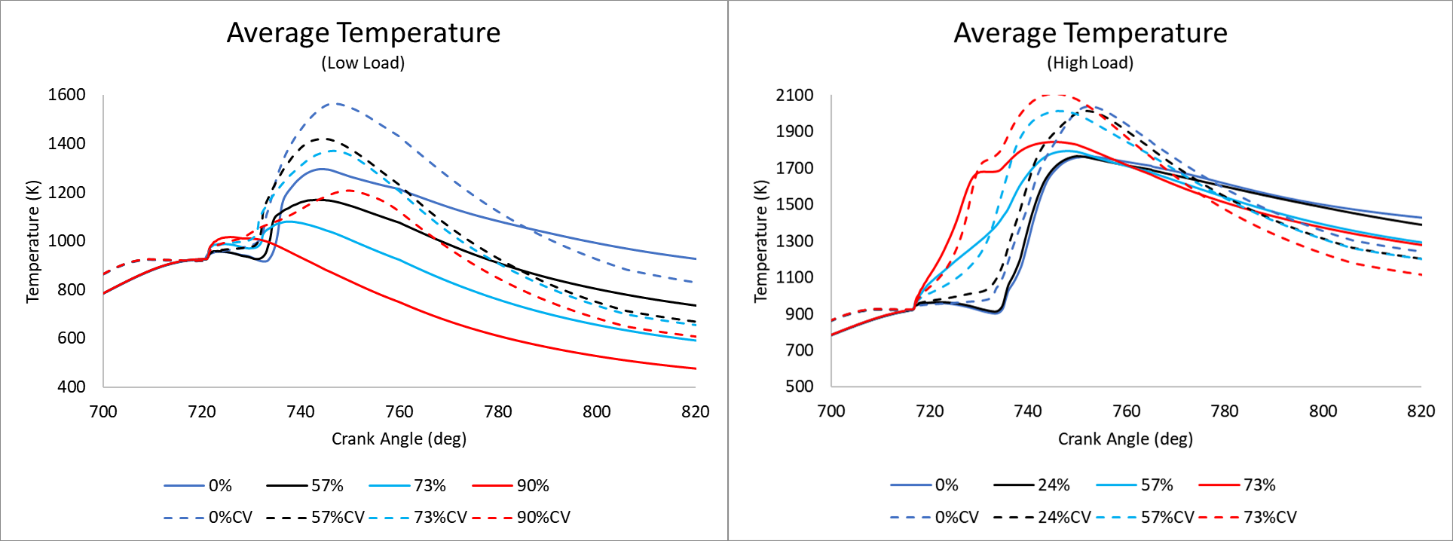 Average Temperature
(Low Load)
Temperature (K)
1600
1400
1200
1000
800
600
400
700 720 740 760 780 800 820
Crank Angle (deg)
0% 57% 73% 90%
0%CV 57%CV 73%CV 90%CV
Average Temperature
(High Load)
Temperature (K)
2100
1900
1700
1500
1300
1100
900
700
500
700 720 740 760 780 800 820
Crank Angle (deg)
0% 24% 57% 73%
0%CV 24%CV 57%CV 73%CV